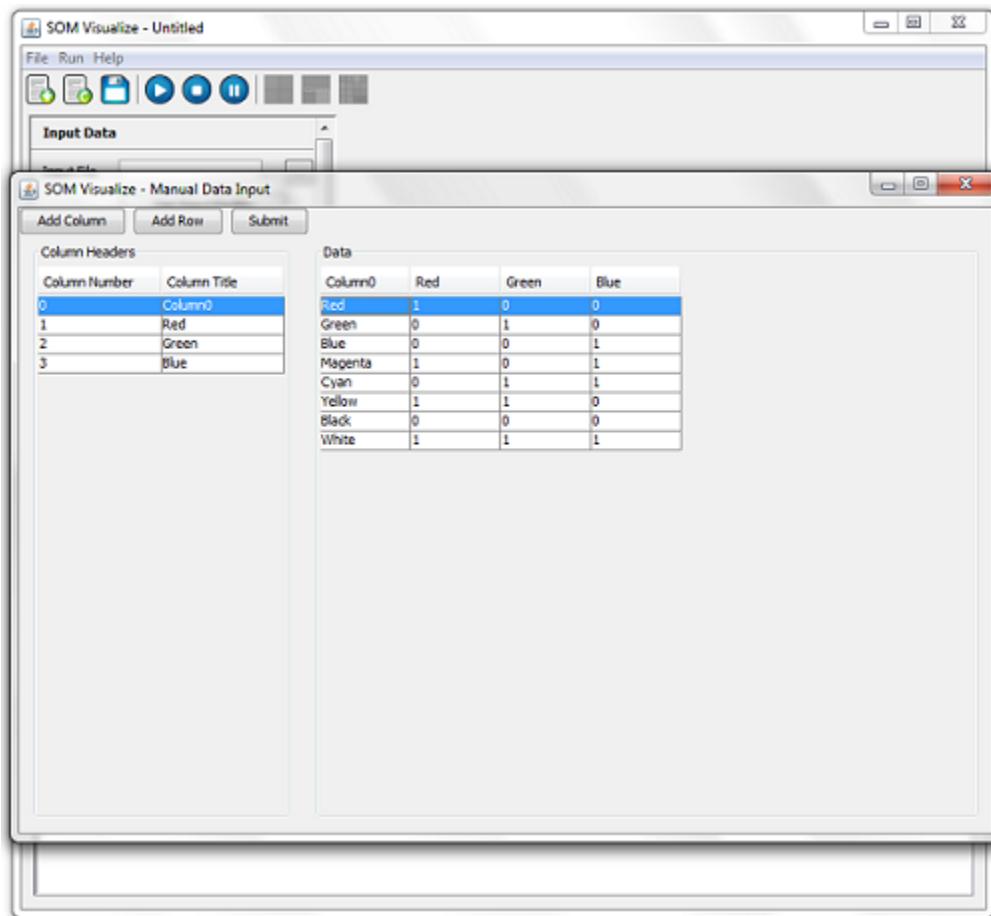 SOM Visualize - Untitled
File Run Help
Input Data
SOM Visualize - Manual Data Input
Add Column Add Row Submit
Column Headers
Column Number Column Title
0 Column0
1 Red
2 Green
3 Blue
Data
Column0 Red Green Blue
Red 1 0 0
Green 0 1 0
Blue 0 0 1
Magenta 1 0 1
Cyan 0 1 1
Yellow 1 1 0
Black 0 0 0
White 1 1 1